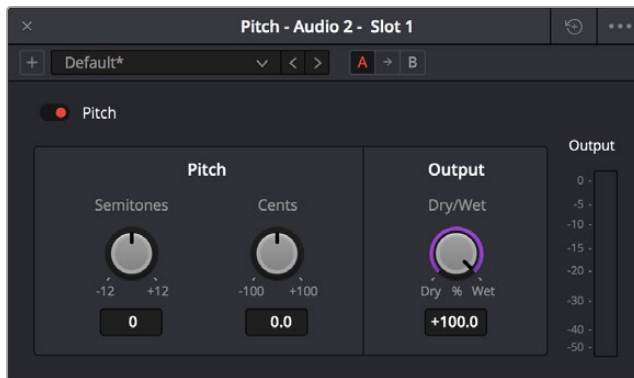 Pitch - Audio 2 - Slot 1
Default*
A
B
Pitch
Pitch
Semitones
-12 +12
0
Cents
-100 +100
0.0
Output
Dry/Wet
Dry % Wet
+100.0
Output
0 -
-5 -
-10 -
-15 -
-20 -
-30 -
-40 -
-50 -